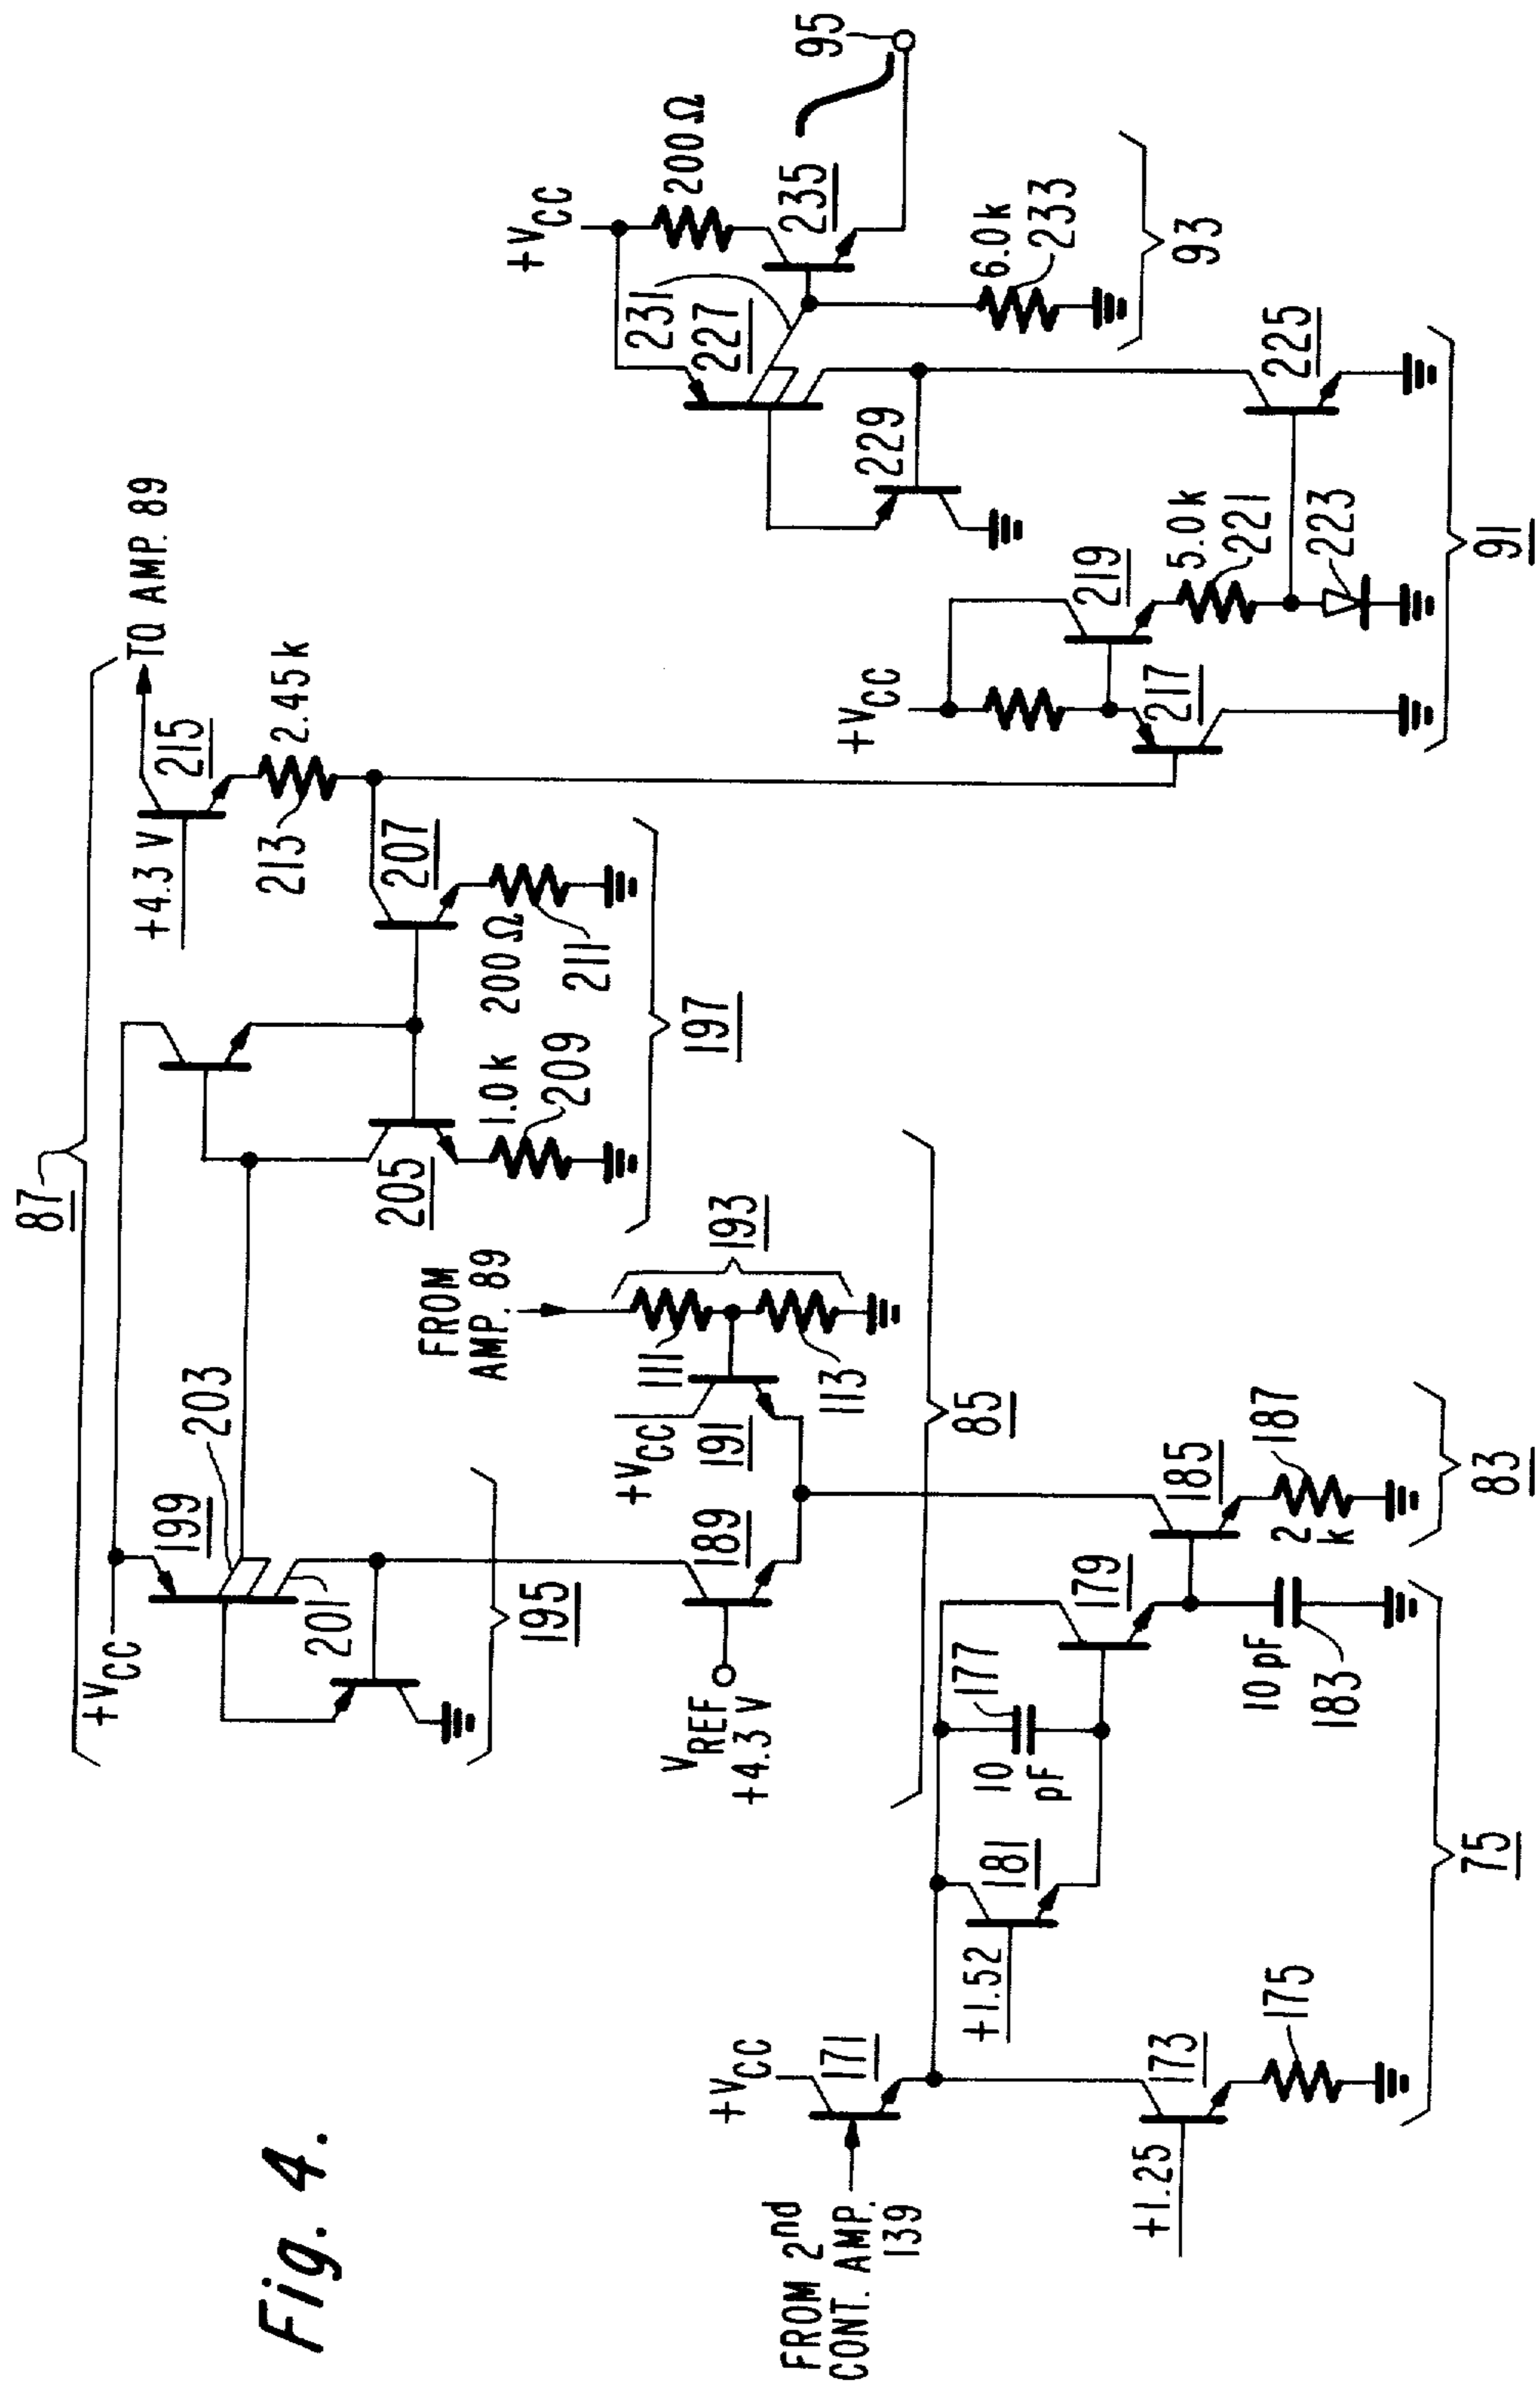 Fig. 4.
87
+VCC
199
203
201
195
TO AMP. 89
215
+4.3 V
2.45k
213
207
205
1.0k
209
200Ω
211
197
FROM
AMP. 89
193
111
113
+VCC
191
189
VREF
+4.3 V
85
FROM 2nd
CONT. AMP.
139
+VCC
171
+1.25
173
175
+1.52
181
10
pF
177
179
10pF
183
75
185
2
k
187
83
+VCC
217
219
5.0k
221
223
225
91
229
227
231
+VCC
200Ω
235
6.0k
233
93
95